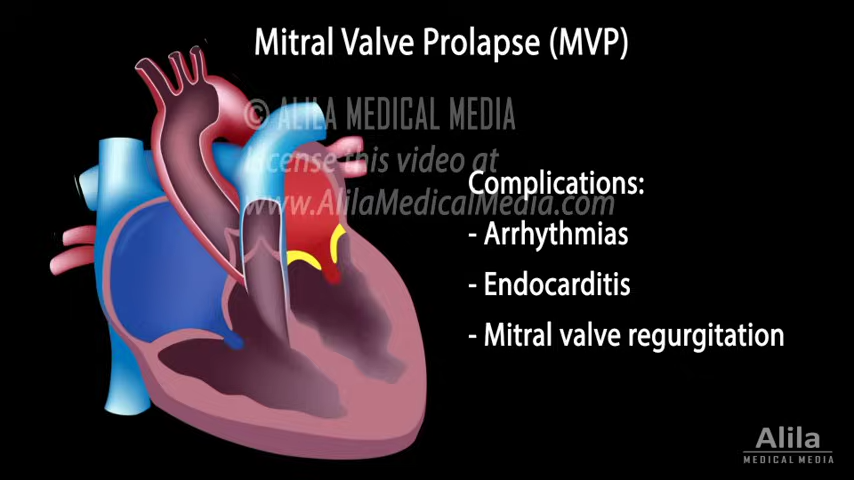 Mitral Valve Prolapse (MVP)
© ALILA MEDICAL MEDIA
License this video at
www.AlilaMedicalMedia.com
Complications:
- Arrhythmias
- Endocarditis
- Mitral valve regurgitation
Alila
MEDICAL MEDIA